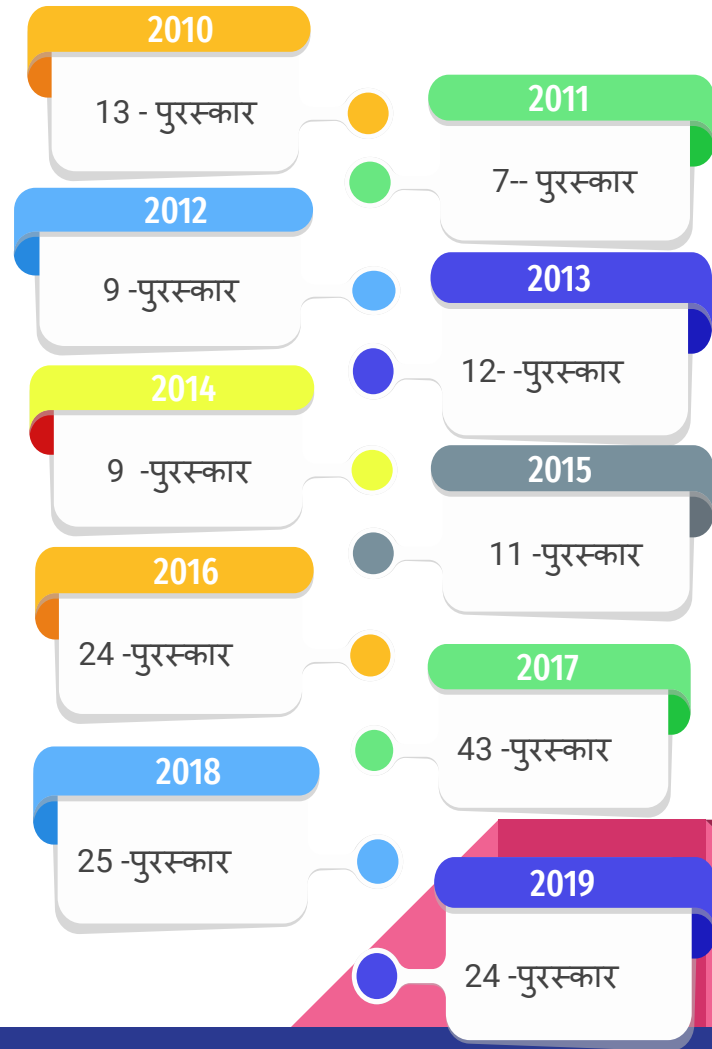 2010
13 - पुरस्कार
2011
7-- पुरस्कार
2012
9 -पुरस्कार
2013
12- -पुरस्कार
2014
9 -पुरस्कार
2015
11 -पुरस्कार
2016
24 -पुरस्कार
2017
43 -पुरस्कार
2018
25 -पुरस्कार
2019
24 -पुरस्कार